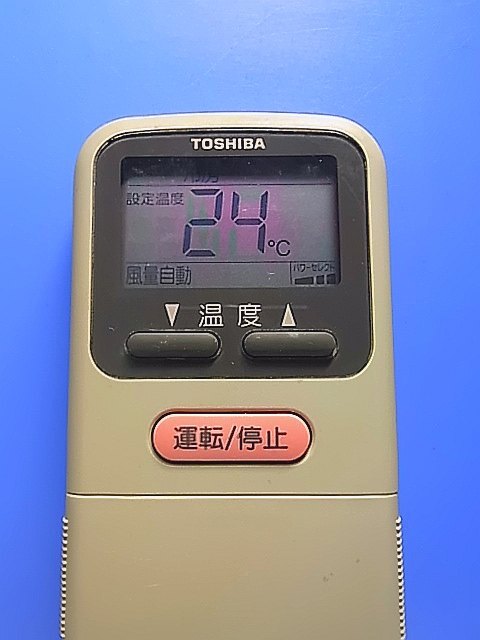 TOSHIBA
設定温度 24℃
風量自動 パワーセレクト
▼ 温度 ▲
運転/停止